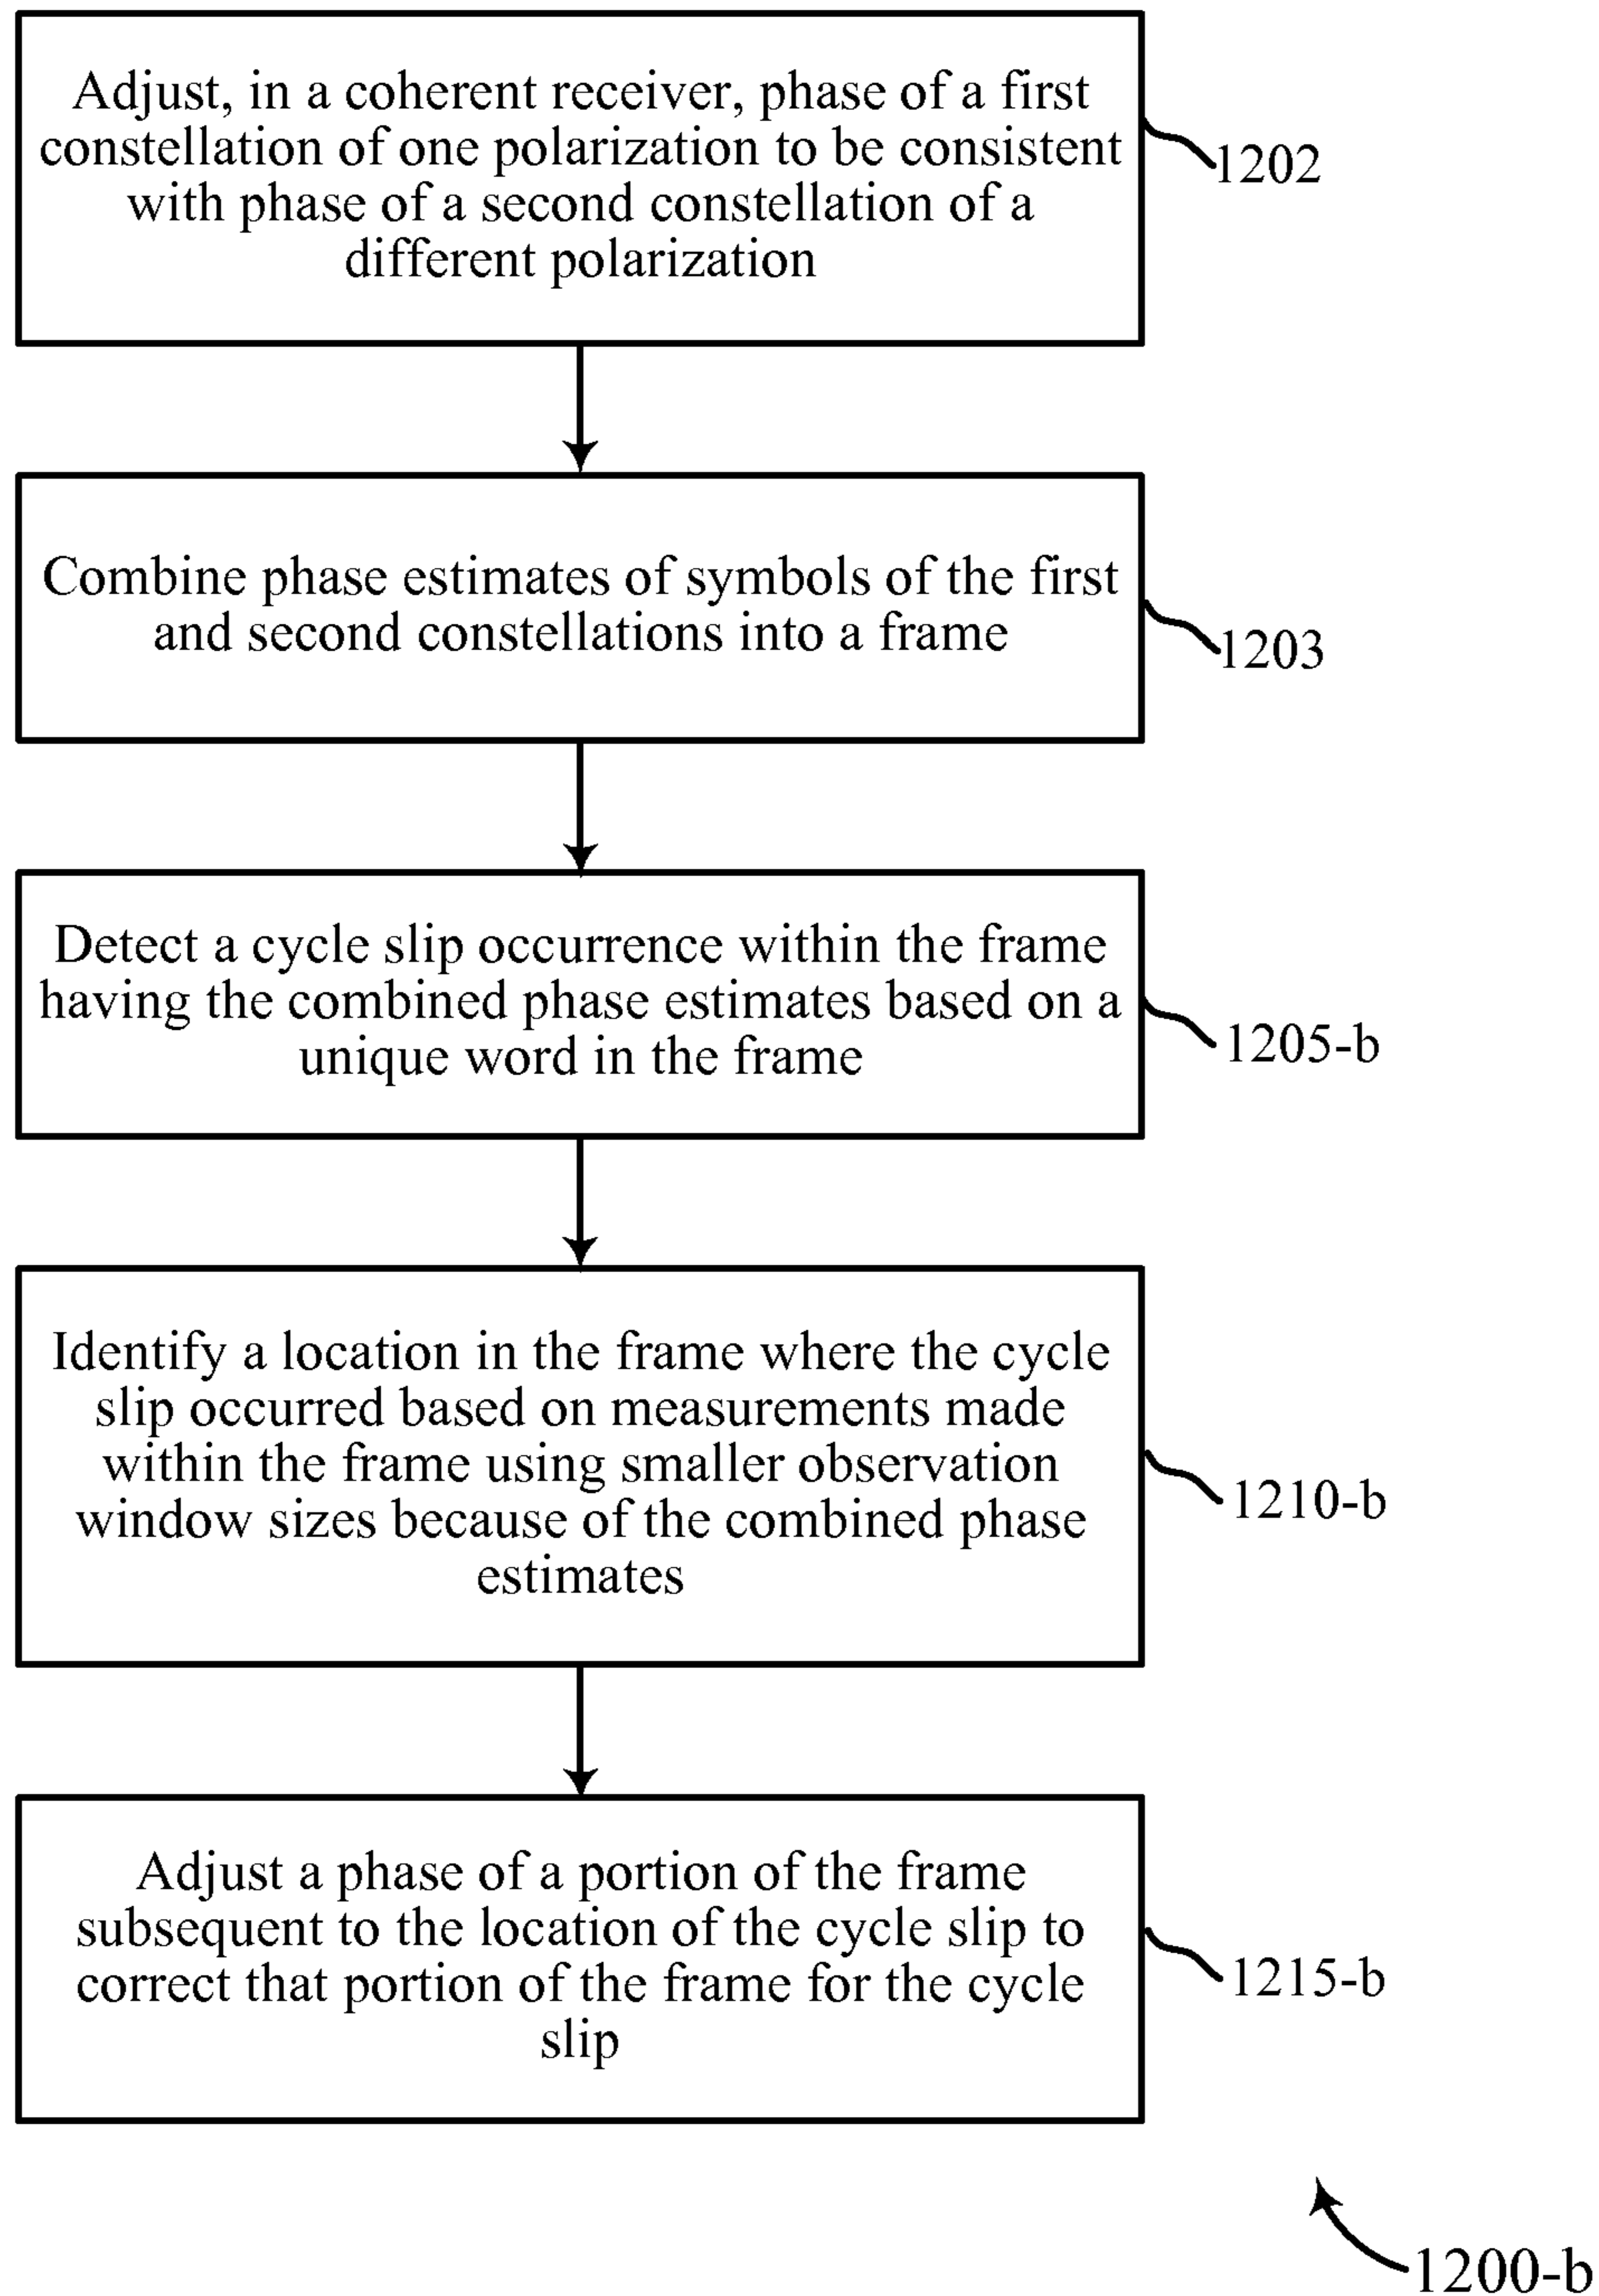 Adjust, in a coherent receiver, phase of a first
constellation of one polarization to be consistent
with phase of a second constellation of a
different polarization
1202
Combine phase estimates of symbols of the first
and second constellations into a frame
1203
Detect a cycle slip occurrence within the frame
having the combined phase estimates based on a
unique word in the frame
1205-b
Identify a location in the frame where the cycle
slip occurred based on measurements made
within the frame using smaller observation
window sizes because of the combined phase
estimates
1210-b
Adjust a phase of a portion of the frame
subsequent to the location of the cycle slip to
correct that portion of the frame for the cycle
slip
1215-b
1200-b